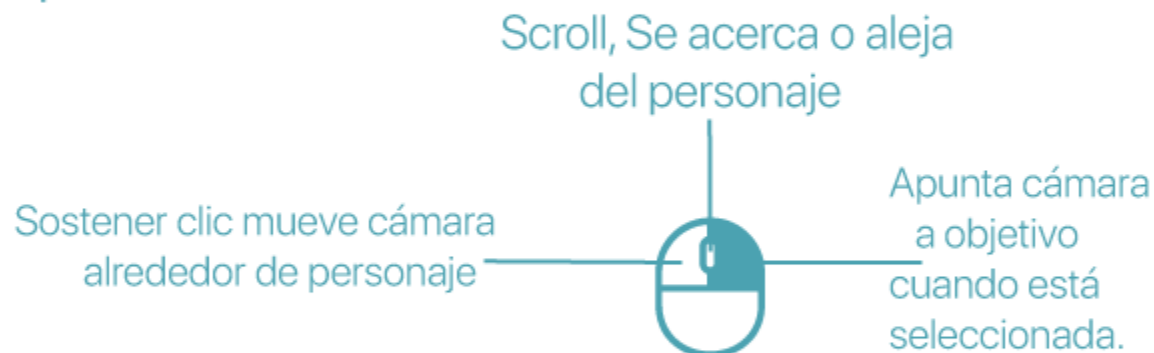 Scroll, Se acerca o aleja
del personaje
Sostener clic mueve cámara
alrededor de personaje
Apunta cámara
a objetivo
cuando está
seleccionada.